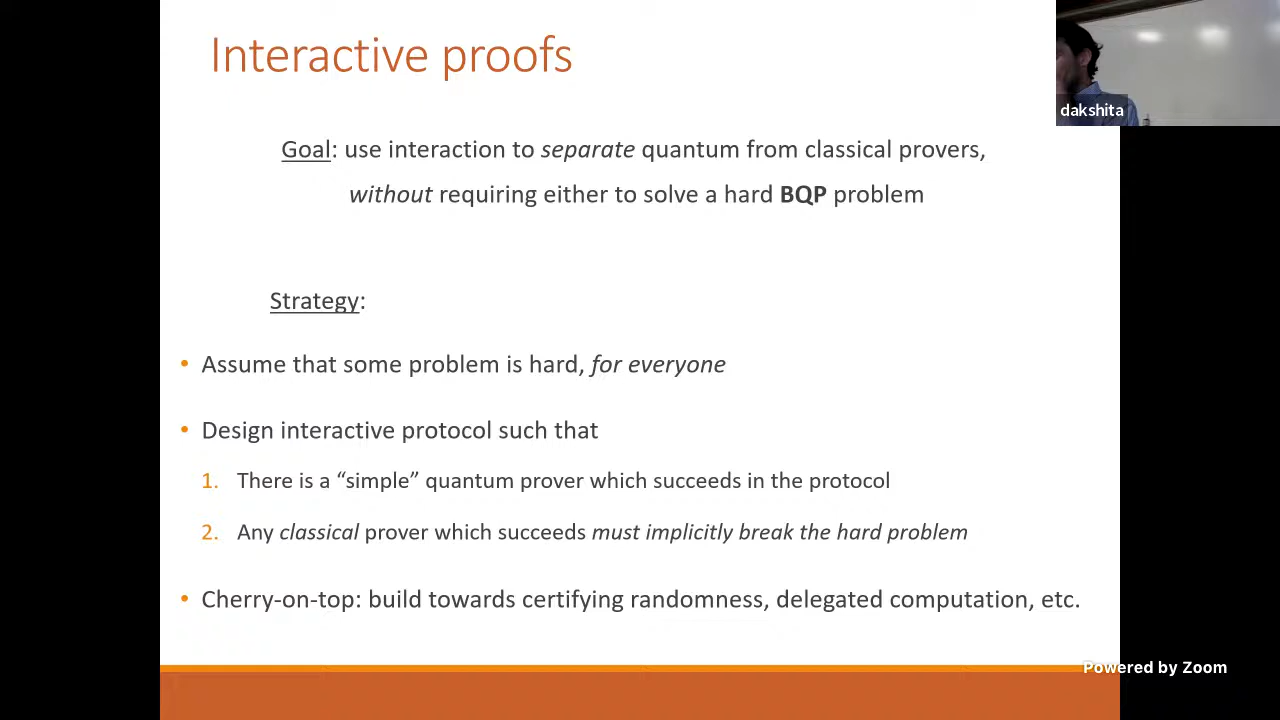 Interactive proofs
dakshita
Goal: use interaction to separate quantum from classical provers,
without requiring either to solve a hard BQP problem
Strategy:
• Assume that some problem is hard, for everyone
• Design interactive protocol such that
1. There is a “simple” quantum prover which succeeds in the protocol
2. Any classical prover which succeeds must implicitly break the hard problem
• Cherry-on-top: build towards certifying randomness, delegated computation, etc.
Powered by Zoom